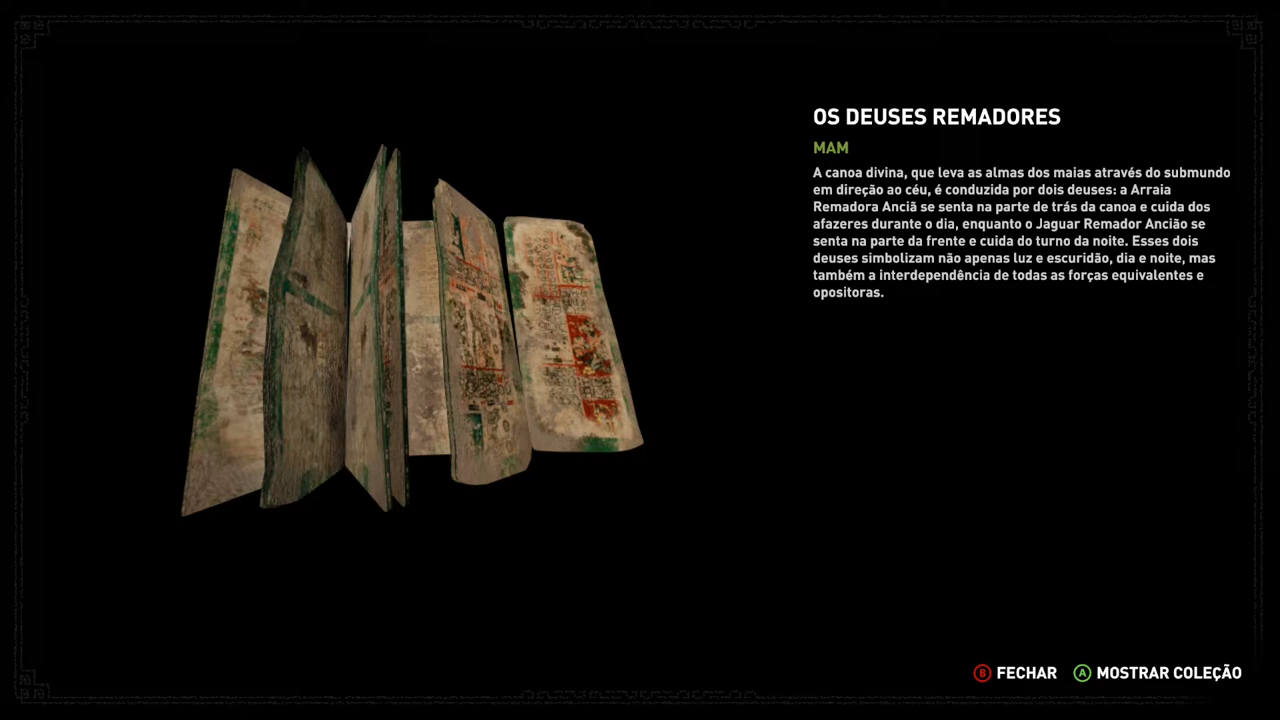 OS DEUSES REMADORES
MAM
A canoa divina, que leva as almas dos maias através do submundo
em direção ao céu, é conduzida por dois deuses: a Arraia
Remadora Anciã se senta na parte de trás da canoa e cuida dos
afazeres durante o dia, enquanto o Jaguar Remador Ancião se
senta na parte da frente e cuida do turno da noite. Esses dois
deuses simbolizam não apenas luz e escuridão, dia e noite, mas
também a interdependência de todas as forças equivalentes e
opositoras.
B FECHAR A MOSTRAR COLEÇÃO